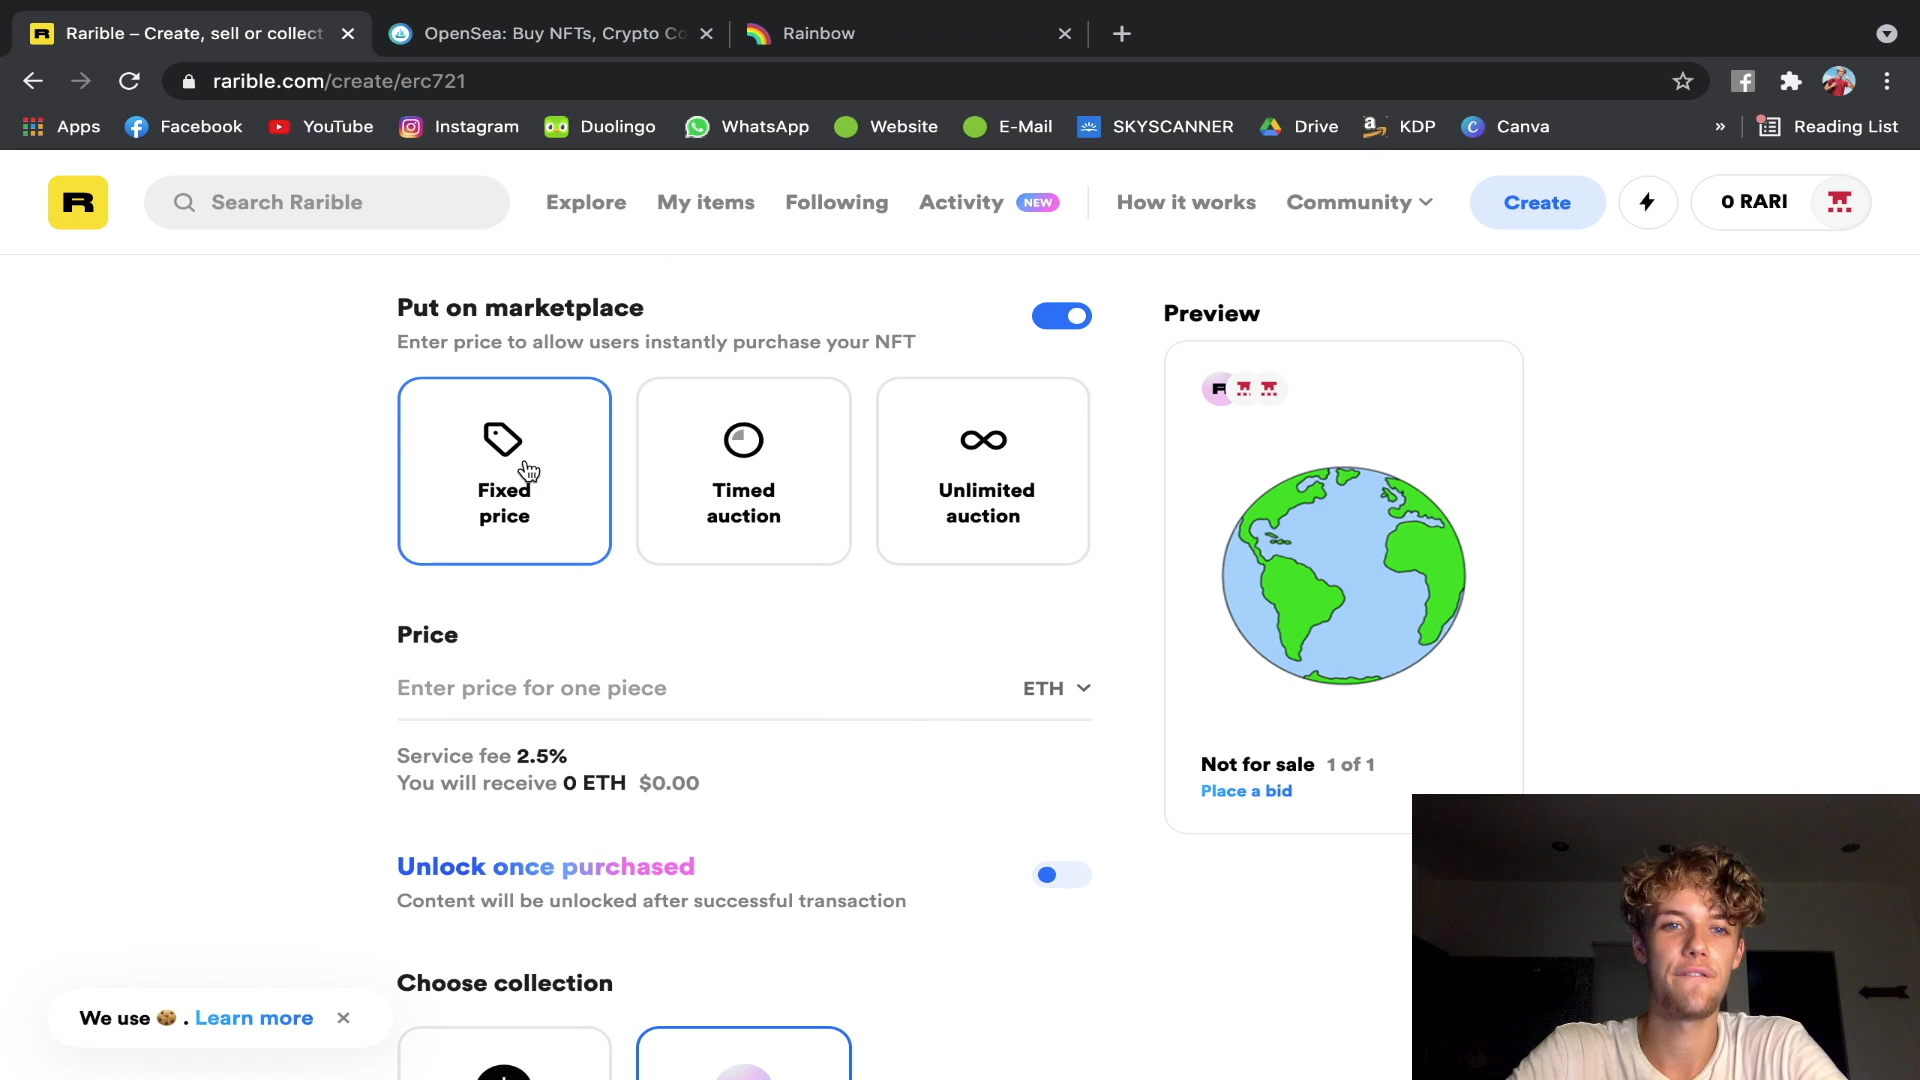 Rarible – Create, sell or collect
OpenSea: Buy NFTs, Crypto Co
Rainbow
rarible.com/create/erc721
Apps
Facebook
YouTube
Instagram
Duolingo
WhatsApp
Website
E-Mail
SKYSCANNER
Drive
KDP
Canva
»
Reading List
R
Search Rarible
Explore
My items
Following
Activity NEW
How it works
Community
Create
0 RARI
Put on marketplace
Enter price to allow users instantly purchase your NFT
Fixed
price
Timed
auction
Unlimited
auction
Price
Enter price for one piece
ETH
Service fee 2.5%
You will receive 0 ETH $0.00
Unlock once purchased
Content will be unlocked after successful transaction
Choose collection
Preview
Not for sale 1 of 1
Place a bid
We use 🍪 . Learn more